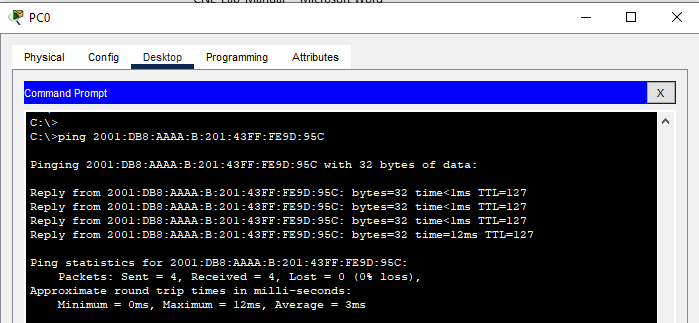 CNE Lab Manual - Microsoft Word
PC0
Physical Config Desktop Programming Attributes
Command Prompt X
C:\>
C:\>ping 2001:DB8:AAAA:B:201:43FF:FE9D:95C
Pinging 2001:DB8:AAAA:B:201:43FF:FE9D:95C with 32 bytes of data:
Reply from 2001:DB8:AAAA:B:201:43FF:FE9D:95C: bytes=32 time<1ms TTL=127
Reply from 2001:DB8:AAAA:B:201:43FF:FE9D:95C: bytes=32 time<1ms TTL=127
Reply from 2001:DB8:AAAA:B:201:43FF:FE9D:95C: bytes=32 time<1ms TTL=127
Reply from 2001:DB8:AAAA:B:201:43FF:FE9D:95C: bytes=32 time=12ms TTL=127
Ping statistics for 2001:DB8:AAAA:B:201:43FF:FE9D:95C:
Packets: Sent = 4, Received = 4, Lost = 0 (0% loss),
Approximate round trip times in milli-seconds:
Minimum = 0ms, Maximum = 12ms, Average = 3ms